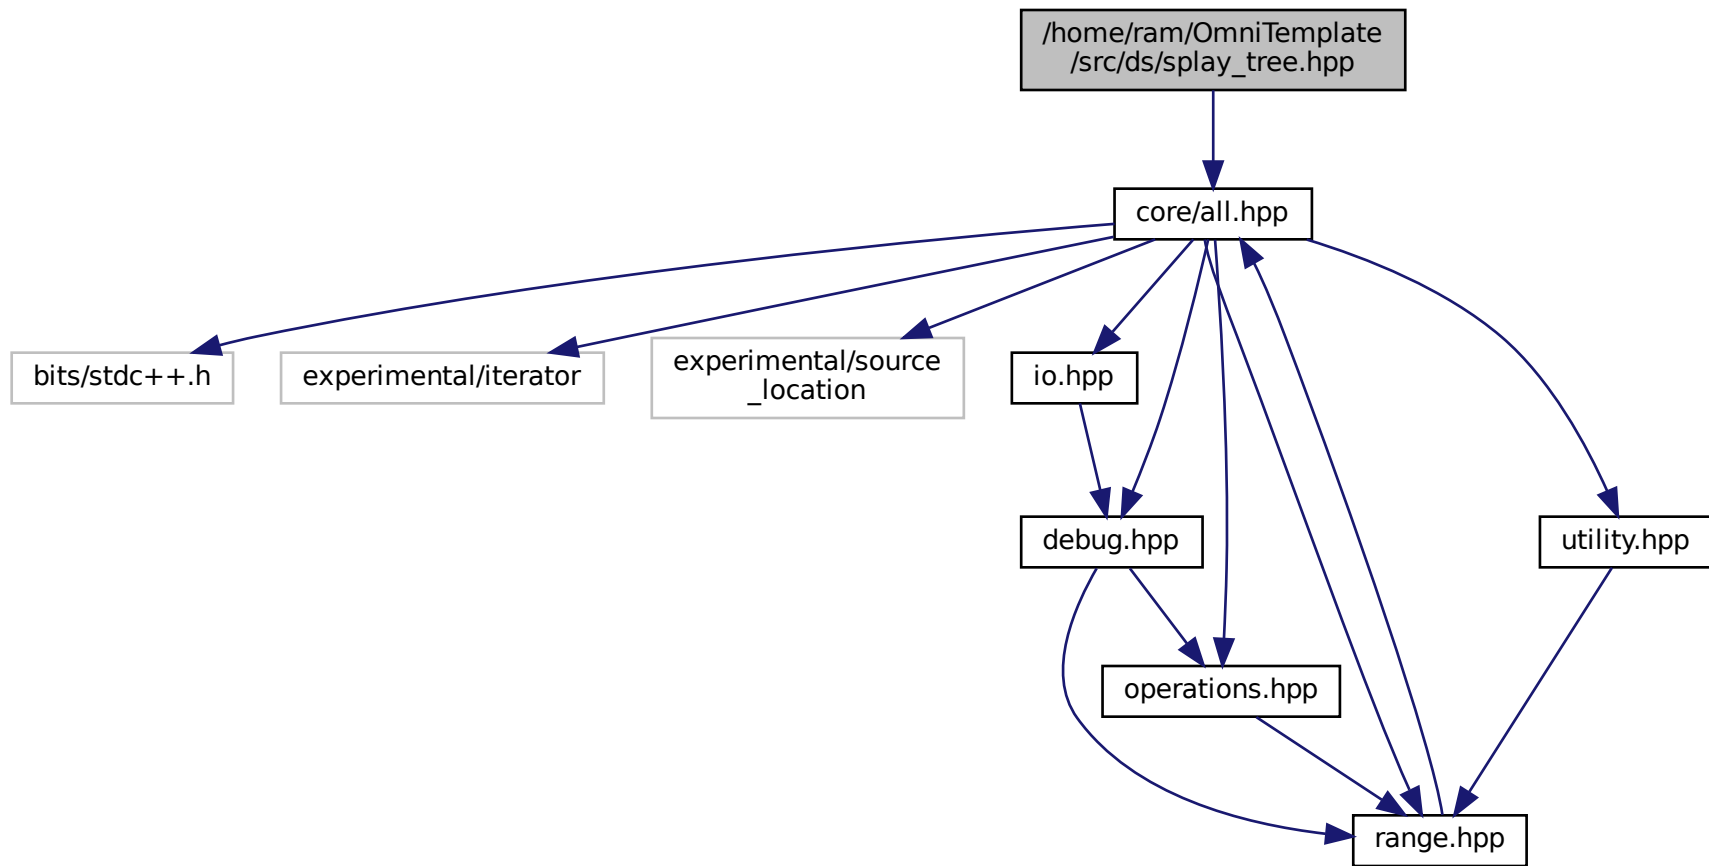 /home/ram/OmniTemplate
/src/ds/splay_tree.hpp
core/all.hpp
bits/stdc++.h
experimental/iterator
experimental/source
_location
io.hpp
debug.hpp
utility.hpp
operations.hpp
range.hpp